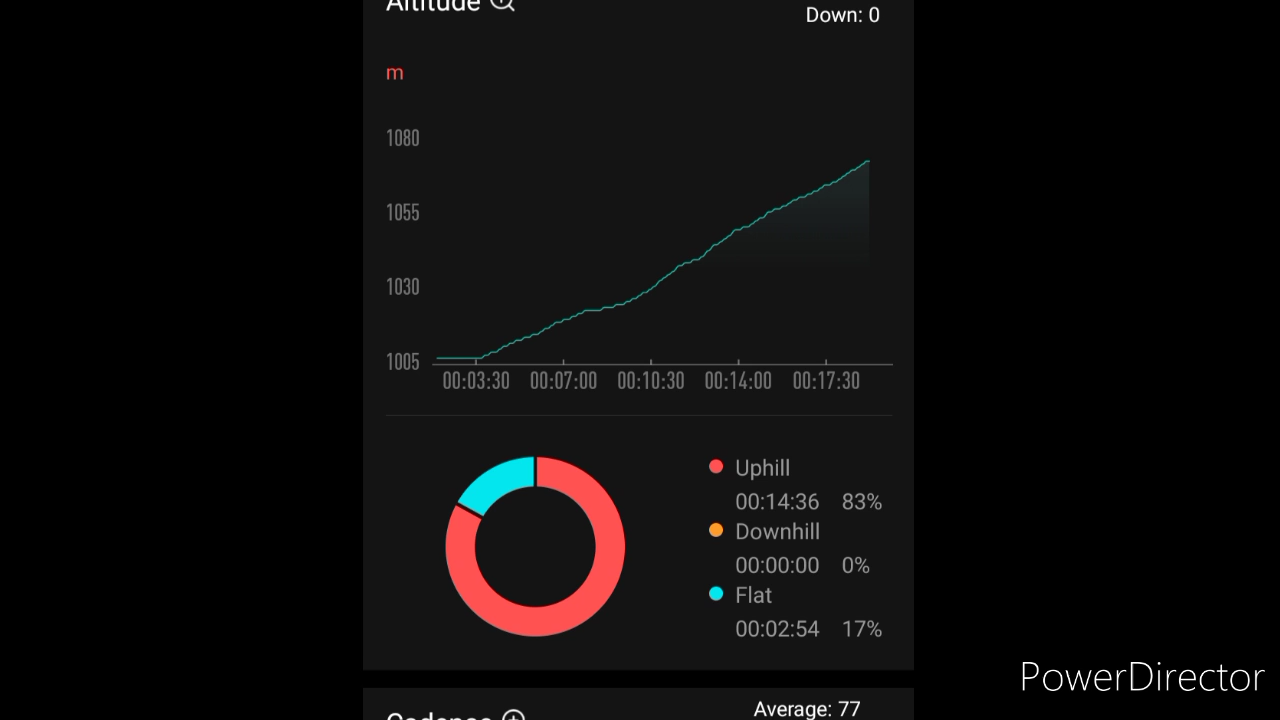 Altitude
Down: 0
m
1080
1055
1030
1005
00:03:30 00:07:00 00:10:30 00:14:00 00:17:30
Uphill
00:14:36 83%
Downhill
00:00:00 0%
Flat
00:02:54 17%
PowerDirector
Cadence
Average: 77